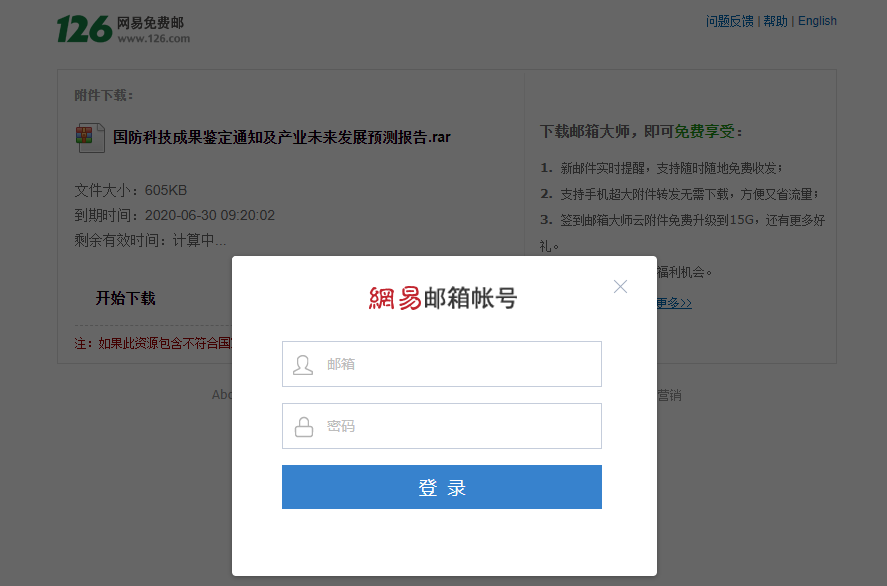 126 网易免费邮
www.126.com
问题反馈 | 帮助 | English
附件下载：
国防科技成果鉴定通知及产业未来发展预测报告.rar
文件大小：605KB
到期时间：2020-06-30 09:20:02
剩余有效时间：计算中...
开始下载
注：如果此资源包含不符合国
下载邮箱大师，即可免费享受：
1. 新邮件实时提醒，支持随时随地免费收发；
2. 支持手机超大附件转发无需下载，方便又省流量；
3. 签到邮箱大师云附件免费升级到15G，还有更多好
礼。
福利机会。
更多>>
網易邮箱帐号
邮箱
密码
登 录
营销